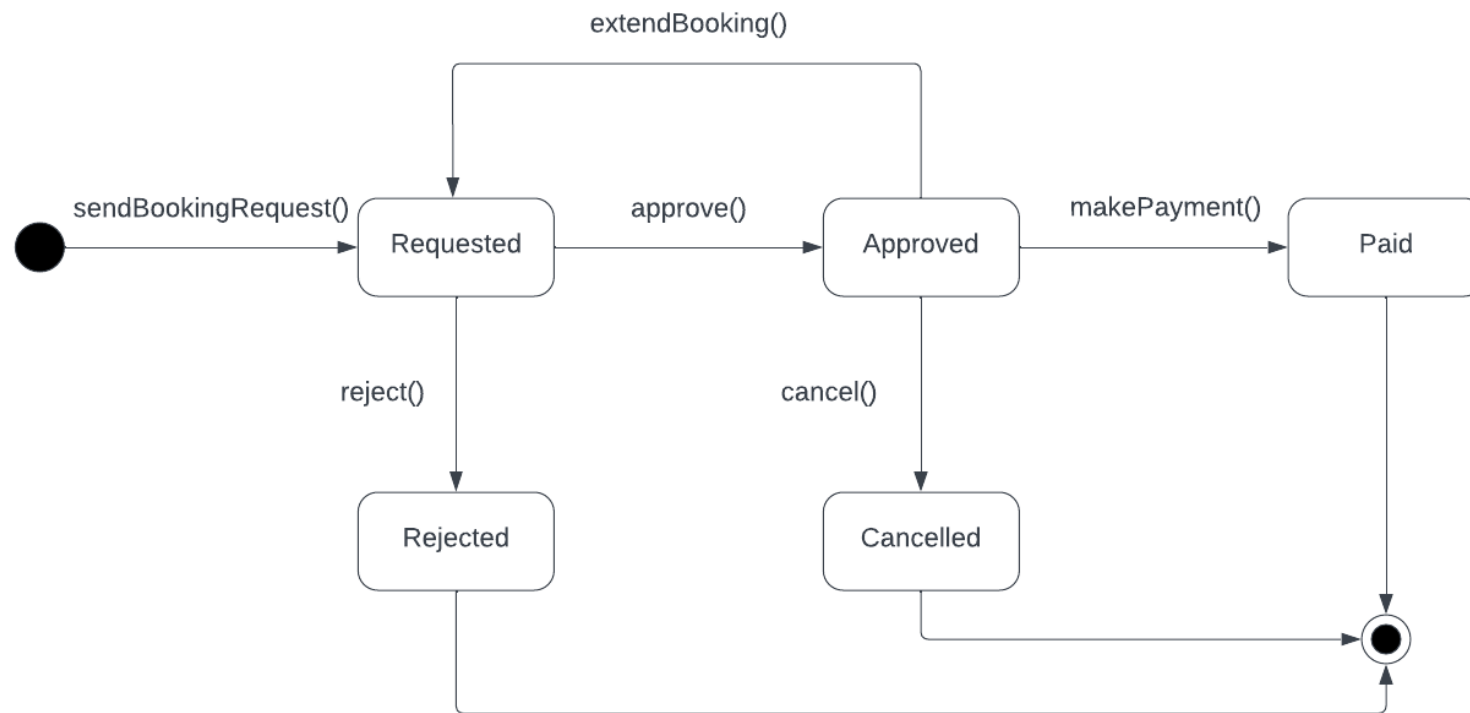 extendBooking()
sendBookingRequest()
approve()
makePayment()
Requested
Approved
Paid
reject()
cancel()
Rejected
Cancelled